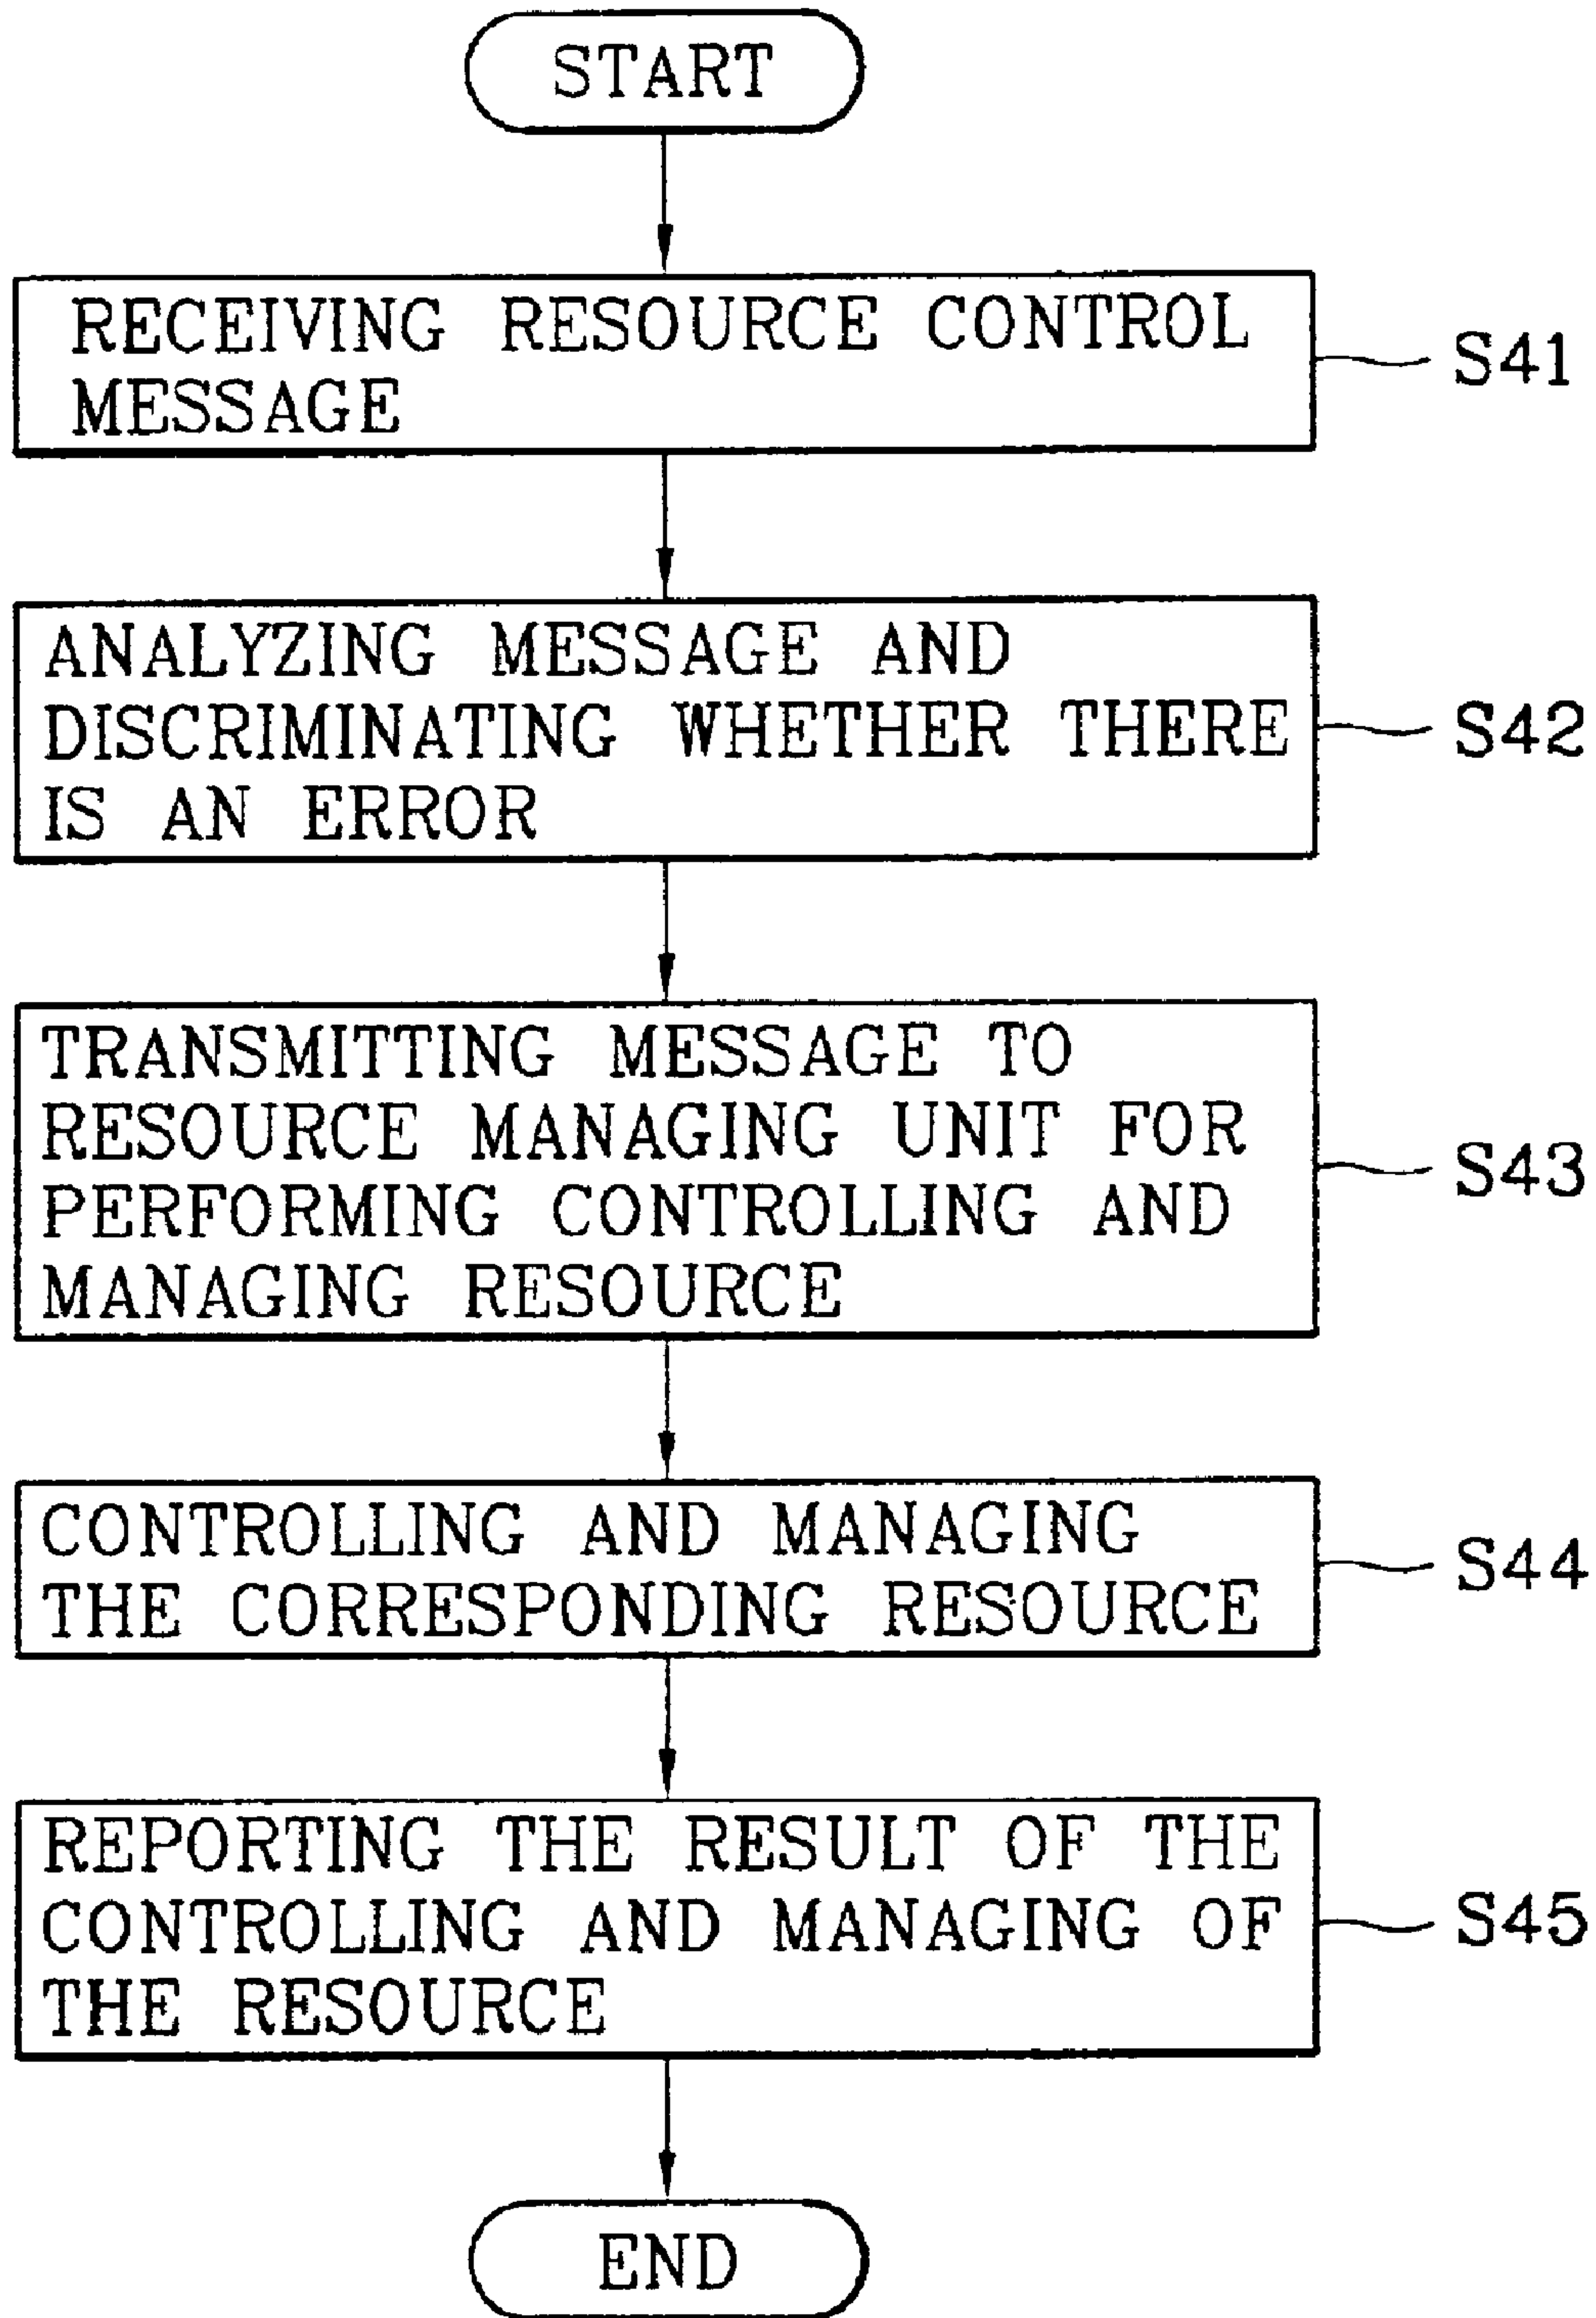 START
RECEIVING RESOURCE CONTROL
MESSAGE
S41
ANALYZING MESSAGE AND
DISCRIMINATING WHETHER THERE
IS AN ERROR
S42
TRANSMITTING MESSAGE TO
RESOURCE MANAGING UNIT FOR
PERFORMING CONTROLLING AND
MANAGING RESOURCE
S43
CONTROLLING AND MANAGING
THE CORRESPONDING RESOURCE
S44
REPORTING THE RESULT OF THE
CONTROLLING AND MANAGING OF
THE RESOURCE
S45
END